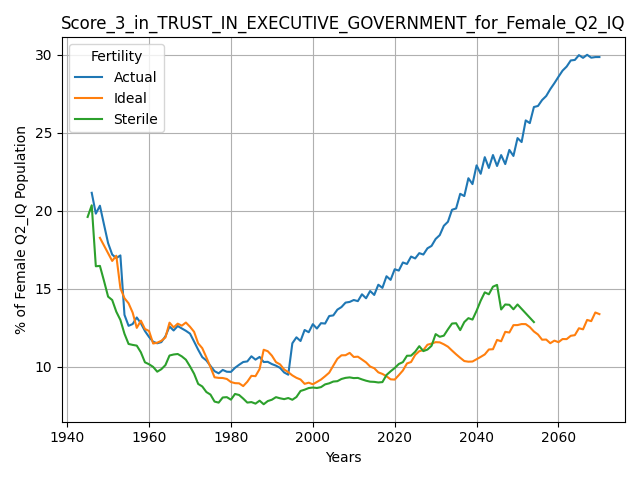 Score_3_in_TRUST_IN_EXECUTIVE_GOVERNMENT_for_Female_Q2_IQ
Fertility
Actual
Ideal
Sterile
% of Female Q2_IQ Population
30
25
20
15
10
1940 1960 1980 2000 2020 2040 2060
Years